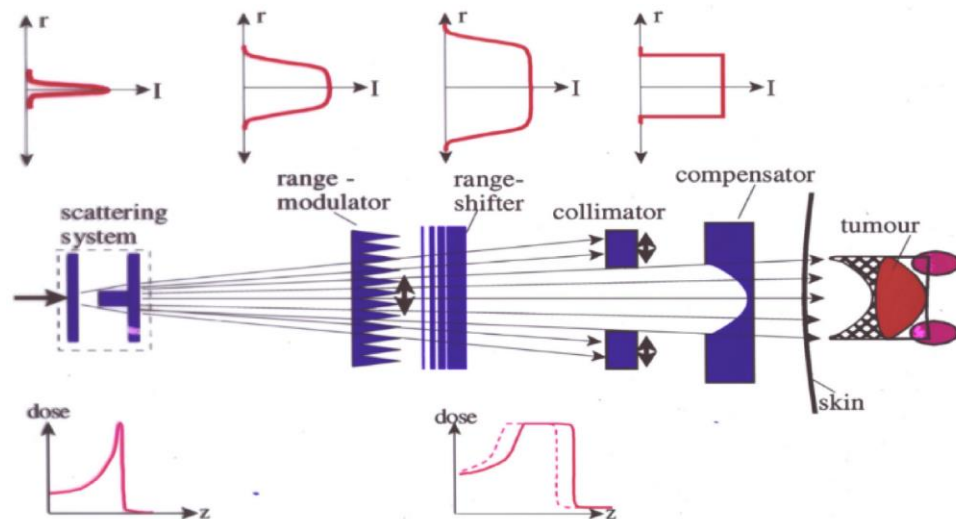 r
r
r
r
I
I
I
I
range -
modulator
range-
shifter
compensator
scattering
system
collimator
tumour
skin
dose
z
dose
z